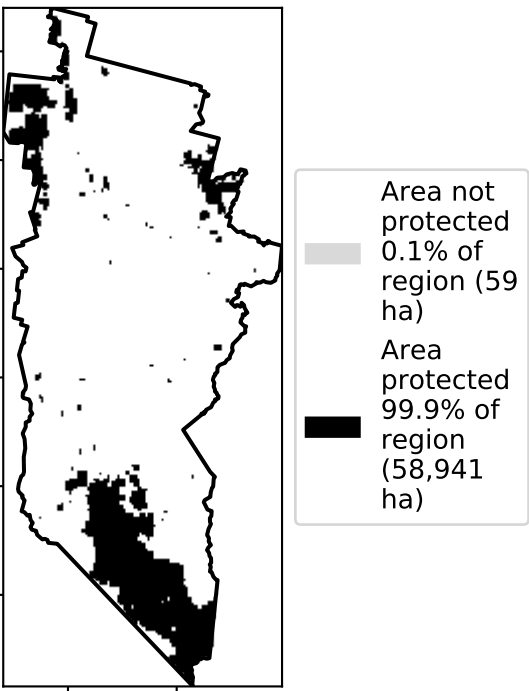 Area not
protected
0.1% of
region (59
ha)
Area
protected
99.9% of
region
(58,941
ha)